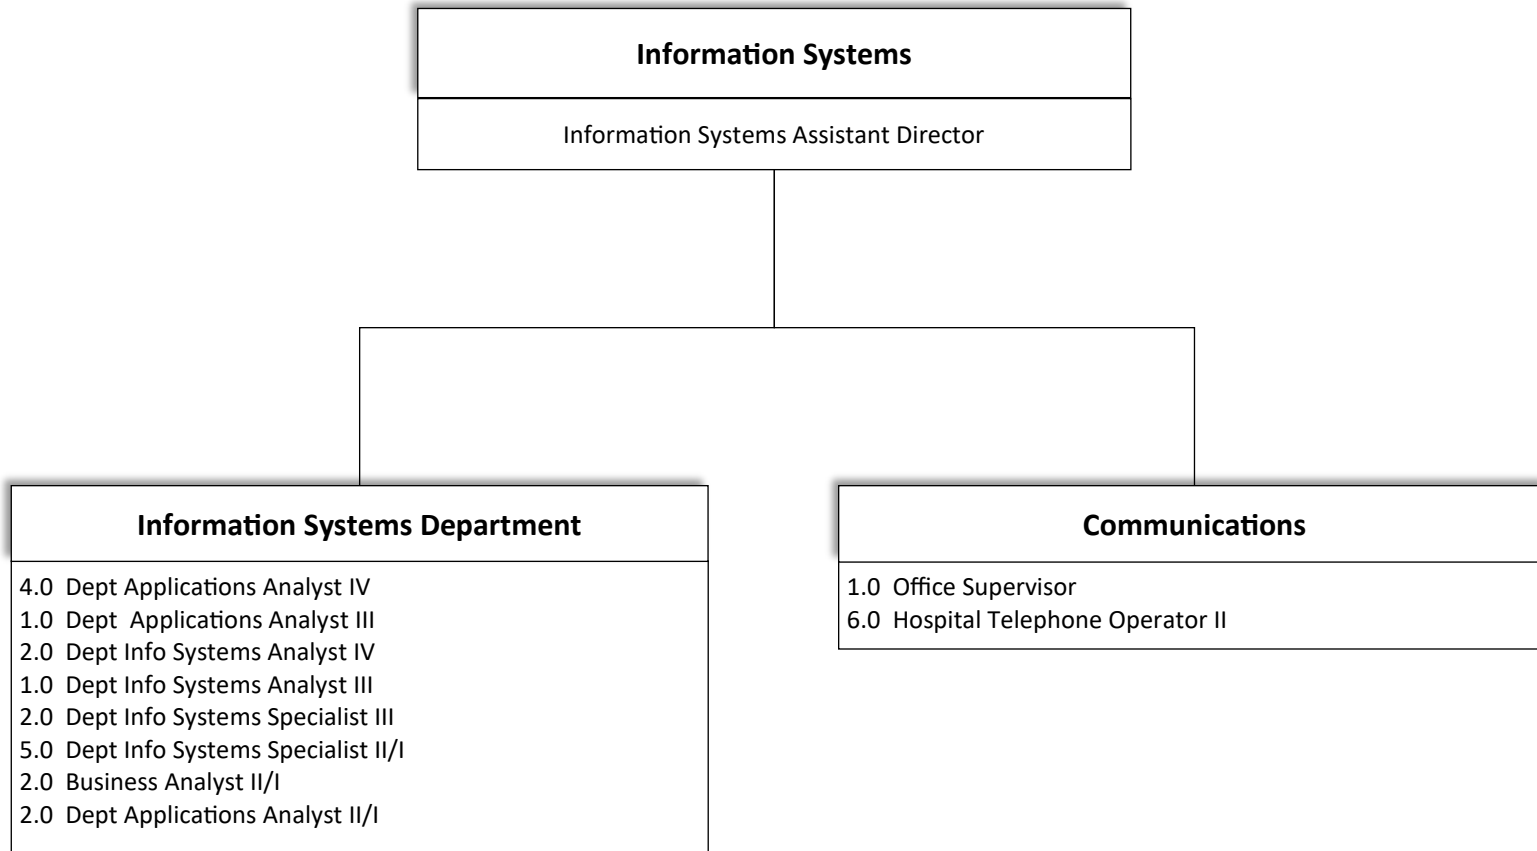 Information Systems
Information Systems Assistant Director
Information Systems Department
4.0 Dept Applications Analyst IV
1.0 Dept  Applications Analyst III
2.0 Dept Info Systems Analyst IV
1.0 Dept Info Systems Analyst III
2.0 Dept Info Systems Specialist III
5.0 Dept Info Systems Specialist II/I
2.0 Business Analyst II/I
2.0 Dept Applications Analyst II/I
Communications
1.0 Office Supervisor
6.0 Hospital Telephone Operator II